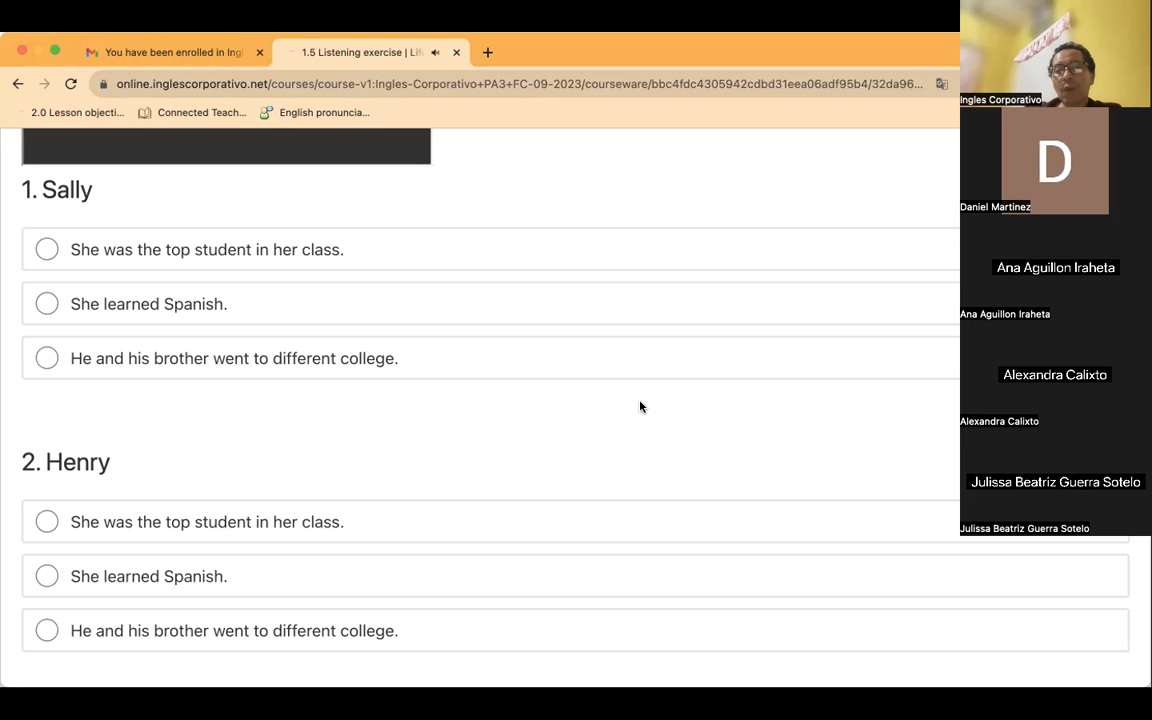 You have been enrolled in Ing
1.5 Listening exercise | Lif
online.inglescorporativo.net/courses/course-v1:Ingles-Corporativo+PA3+FC-09-2023/courseware/bbc4fdc4305942cdbd31eea06adf95b4/32da96...
2.0 Lesson objecti...
Connected Teach...
English pronuncia...
1. Sally
She was the top student in her class.
She learned Spanish.
He and his brother went to different college.
2. Henry
She was the top student in her class.
She learned Spanish.
He and his brother went to different college.
Ingles Corporativo
D
Daniel Martinez
Ana Aguillon Iraheta
Ana Aguillon Iraheta
Alexandra Calixto
Alexandra Calixto
Julissa Beatriz Guerra Sotelo
Julissa Beatriz Guerra Sotelo